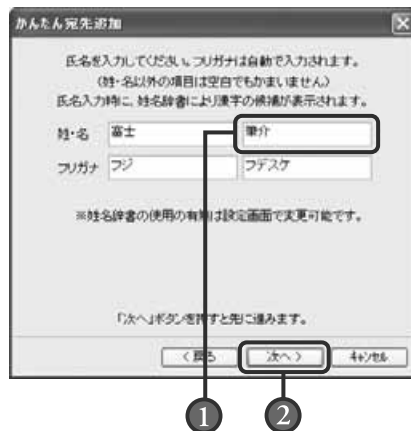 かんたん宛先追加
氏名を入力してください。フリガナは自動で入力されます。
(姓・名以外の項目は空白でもかまいません)
氏名入力時に、姓名辞書により漢字の候補が表示されます。
姓・名 富士 筆介
フリガナ フジ フデスケ
※姓名辞書の使用の有無は設定画面で変更可能です。
「次へ」ボタンを押すと先に進みます。
< 戻る 次へ > キャンセル
1 2